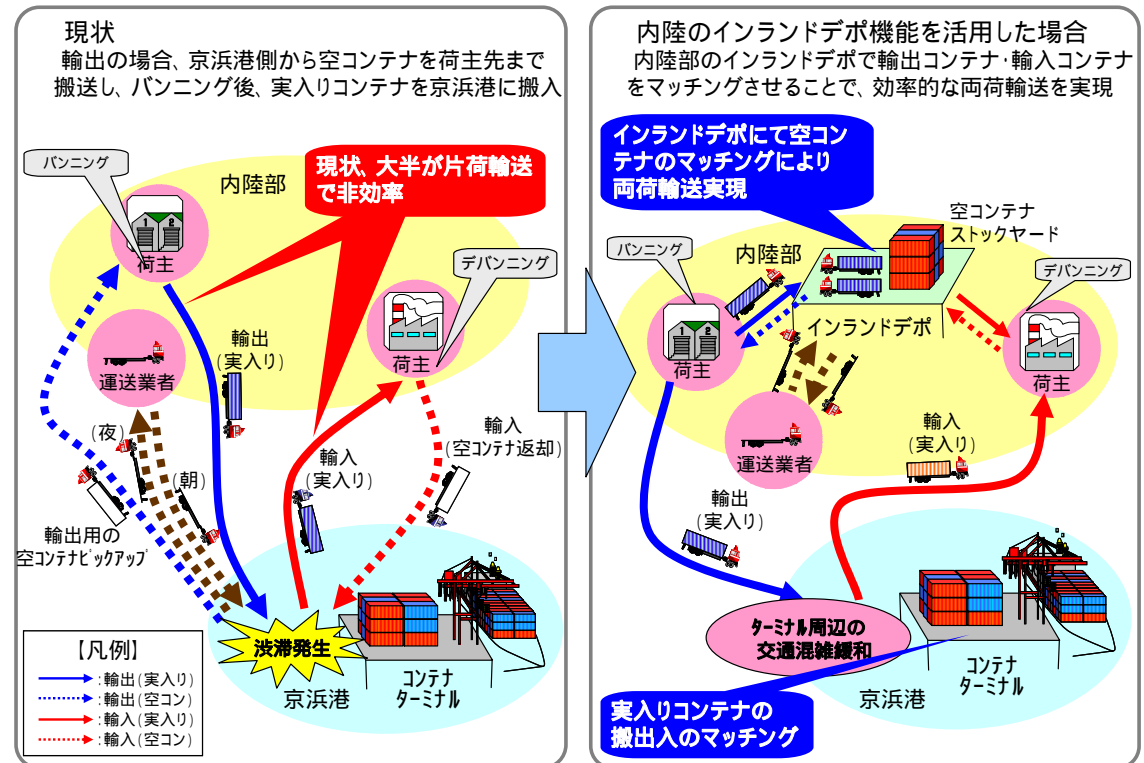 現状
輸出の場合、京浜港側から空コンテナを荷主先まで
搬送し、バンニング後、実入りコンテナを京浜港に搬入
バンニング
内陸部
現状、大半が片荷輸送
で非効率
1 2
荷主
デバンニング
荷主
運送業者
輸出
(実入り)
(夜)
(朝)
輸入
(実入り)
輸入
(空コンテナ返却)
輸出用の
空コンテナピックアップ
渋滞発生
コンテナ
ターミナル
京浜港
【凡例】
:輸出(実入り)
:輸出(空コン)
:輸入(実入り)
:輸入(空コン)
内陸のインランドデポ機能を活用した場合
内陸部のインランドデポで輸出コンテナ・輸入コンテナ
をマッチングさせることで、効率的な両荷輸送を実現
インランドデポにて空コン
テナのマッチングにより
両荷輸送実現
空コンテナ
ストックヤード
バンニング
内陸部
デバンニング
1 2
荷主
インランドデポ
荷主
運送業者
輸入
(実入り)
輸出
(実入り)
ターミナル周辺の
交通混雑緩和
コンテナ
ターミナル
京浜港
実入りコンテナの
搬出入のマッチング